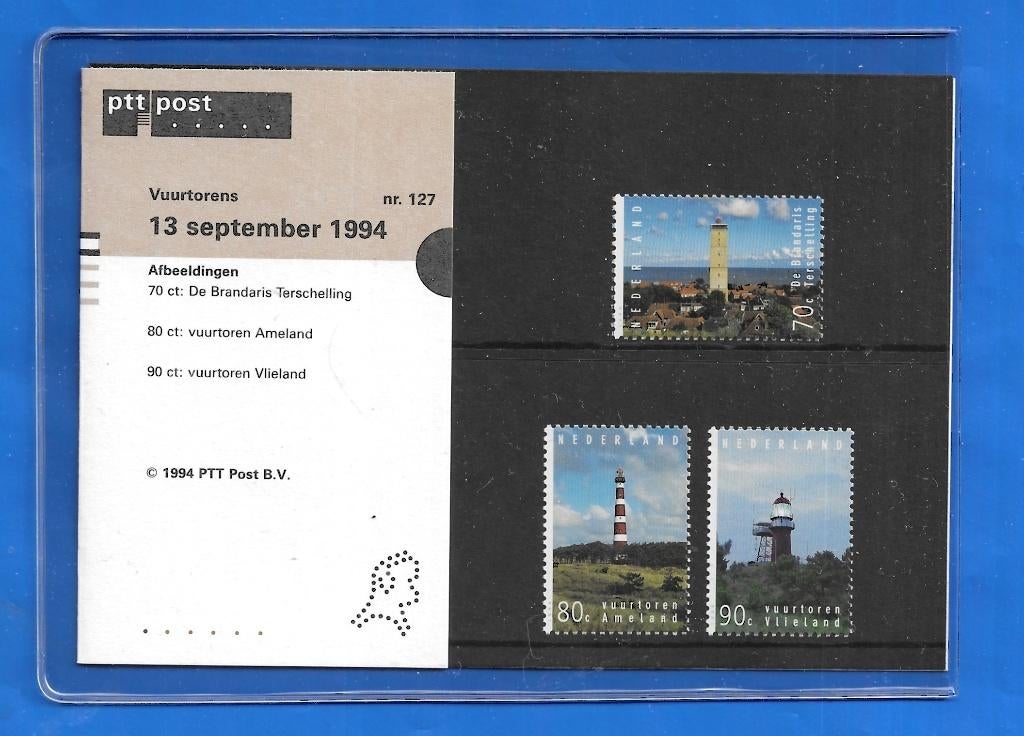 ptt post
Vuurtorens
nr. 127
13 september 1994
Afbeeldingen
70 ct: De Brandaris Terschelling
80 ct: vuurtoren Ameland
90 ct: vuurtoren Vlieland
© 1994 PTT Post B.V.
NEDERLAND
De Brandaris
Terschelling
70c
NEDERLAND
80c
vuurtoren
Ameland
NEDERLAND
90c
vuurtoren
Vlieland